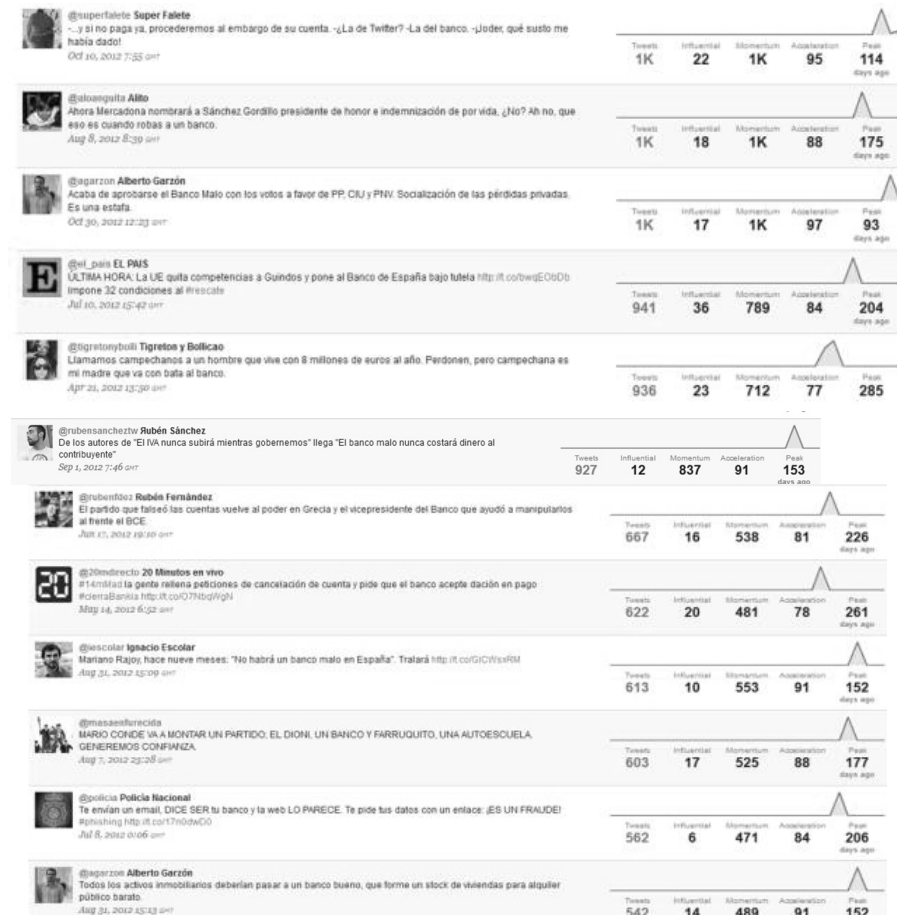 @superfalete Super Falete
-...y si no paga ya, procederemos al embargo de su cuenta. -¿La de Twitter? -La del banco. -¡Joder, qué susto me
había dado!
Oct 10, 2012 7:55 GMT
Tweets Influential Momentum Acceleration Peak
1K 22 1K 95 114
days ago
@aloanguita Alito
Ahora Mercadona nombrará a Sánchez Gordillo presidente de honor e indemnización de por vida, ¿No? Ah no, que
eso es cuando robas a un banco.
Aug 8, 2012 8:39 GMT
Tweets Influential Momentum Acceleration Peak
1K 18 1K 88 175
days ago
@agarzon Alberto Garzón
Acaba de aprobarse el Banco Malo con los votos a favor de PP, CIU y PNV. Socialización de las pérdidas privadas.
Es una estafa.
Oct 30, 2012 12:23 GMT
Tweets Influential Momentum Acceleration Peak
1K 17 1K 97 93
days ago
E
@el_pais EL PAIS
ÚLTIMA HORA: La UE quita competencias a Guindos y pone al Banco de España bajo tutela http://t.co/bwqEObDb
Impone 32 condiciones al #rescate
Jul 10, 2012 15:42 GMT
Tweets Influential Momentum Acceleration Peak
941 36 789 84 204
days ago
@tigretonybolli Tigreton y Bollicao
Llamamos campechanos a un hombre que vive con 8 millones de euros al año. Perdonen, pero campechana es
mi madre que va con bata al banco.
Apr 21, 2012 13:30 GMT
Tweets Influential Momentum Acceleration Peak
936 23 712 77 285
@rubensancheztw Яubén Sánchez
De los autores de "El IVA nunca subirá mientras gobernemos" llega "El banco malo nunca costará dinero al
contribuyente"
Sep 1, 2012 7:46 GMT
Tweets Influential Momentum Acceleration Peak
927 12 837 91 153
days ago
@rubenfdez Rubén Fernández
El partido que falseó las cuentas vuelve al poder en Grecia y el vicepresidente del Banco que ayudó a manipularlos
al frente el BCE.
Jun 17, 2012 19:10 GMT
Tweets Influential Momentum Acceleration Peak
667 16 538 81 226
days ago
20
@20mdirecto 20 Minutos en vivo
#14mMad la gente rellena peticiones de cancelación de cuenta y pide que el banco acepte dación en pago
#cierraBankia http://t.co/O7NbqWgN
May 14, 2012 6:52 GMT
Tweets Influential Momentum Acceleration Peak
622 20 481 78 261
days ago
@iescolar Ignacio Escolar
Mariano Rajoy, hace nueve meses: "No habrá un banco malo en España". Tralará http://t.co/GICWsxRM
Aug 31, 2012 15:09 GMT
Tweets Influential Momentum Acceleration Peak
613 10 553 91 152
days ago
@masaenfurecida
MARIO CONDE VA A MONTAR UN PARTIDO; EL DIONI, UN BANCO Y FARRUQUITO, UNA AUTOESCUELA.
GENEREMOS CONFIANZA.
Aug 7, 2012 23:28 GMT
Tweets Influential Momentum Acceleration Peak
603 17 525 88 177
days ago
@policia Policía Nacional
Te envían un email, DICE SER tu banco y la web LO PARECE. Te pide tus datos con un enlace: ¡ES UN FRAUDE!
#phishing http://t.co/17n0dwD0
Jul 8, 2012 0:06 GMT
Tweets Influential Momentum Acceleration Peak
562 6 471 84 206
days ago
@agarzon Alberto Garzón
Todos los activos inmobiliarios deberían pasar a un banco bueno, que forme un stock de viviendas para alquiler
público barato.
Aug 31, 2012 15:13 GMT
Tweets Influential Momentum Acceleration Peak
542 14 489 91 152